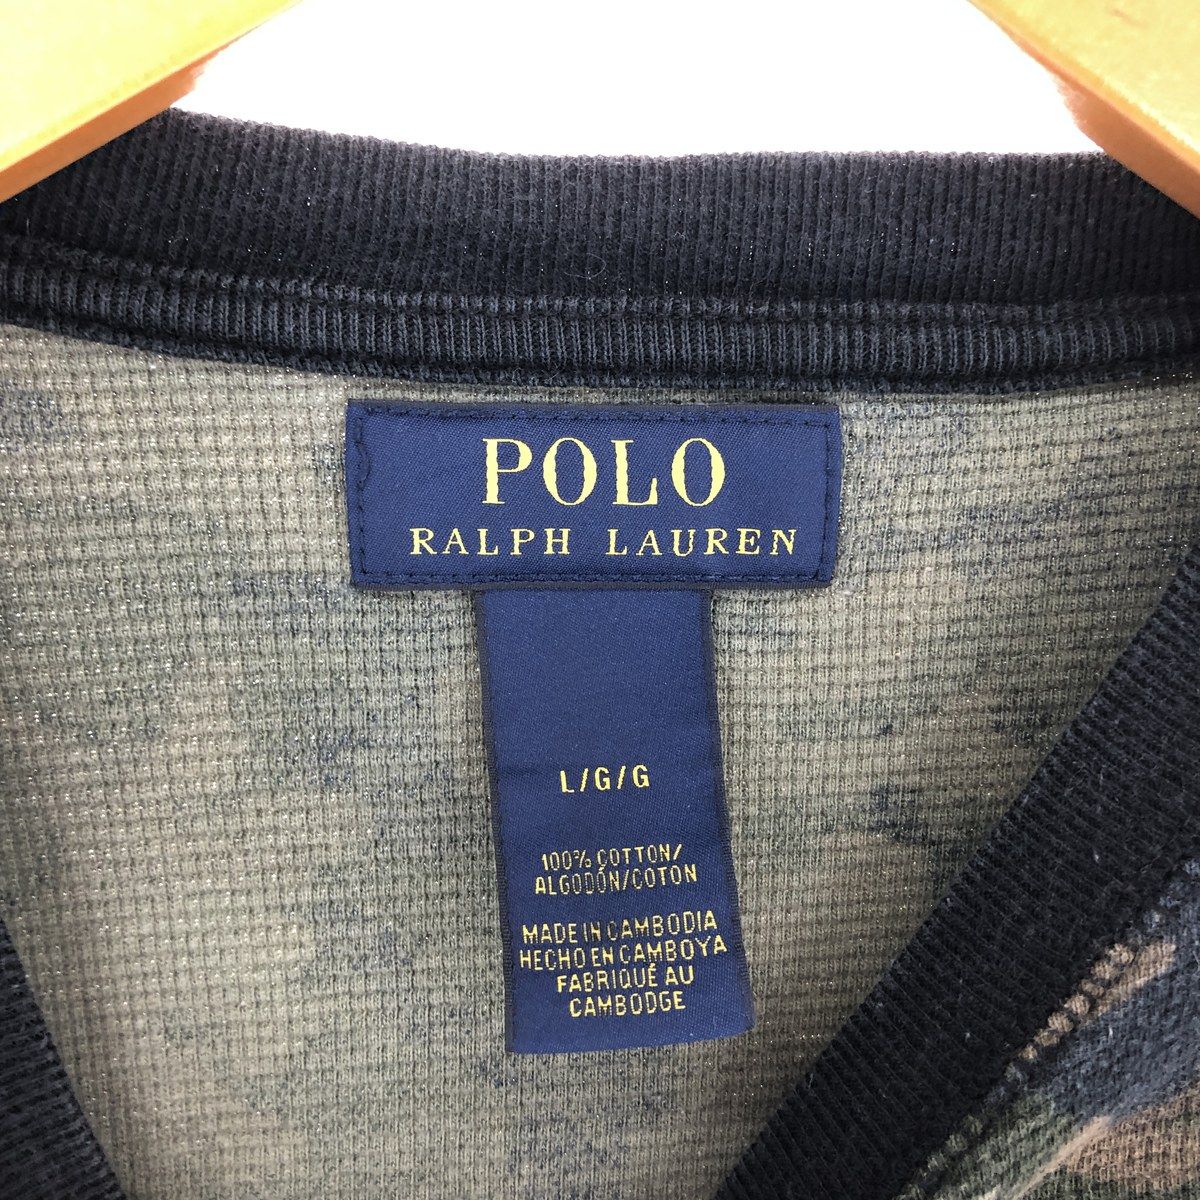 POLO
RALPH LAUREN
L/G/G
100% COTTON/
ALGODÓN/COTON
MADE IN CAMBODIA
HECHO EN CAMBOYA
FABRIQUÉ AU
CAMBODGE